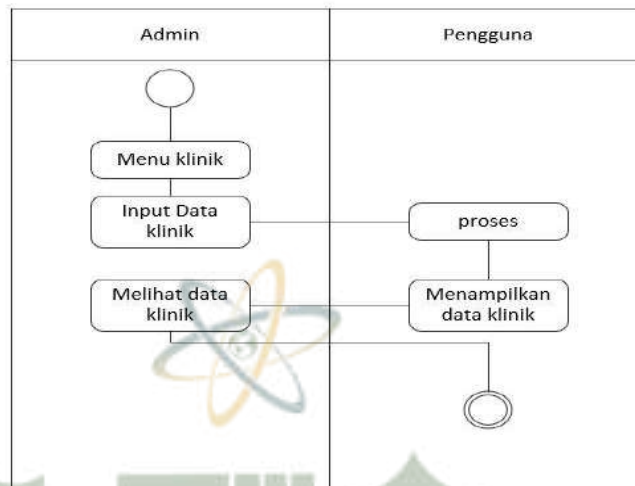 Admin
Pengguna
Menu klinik
Input Data
klinik
proses
Melihat data
klinik
Menampilkan
data klinik